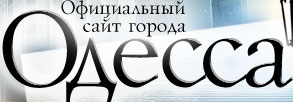 Официальный
сайт города
Одесса